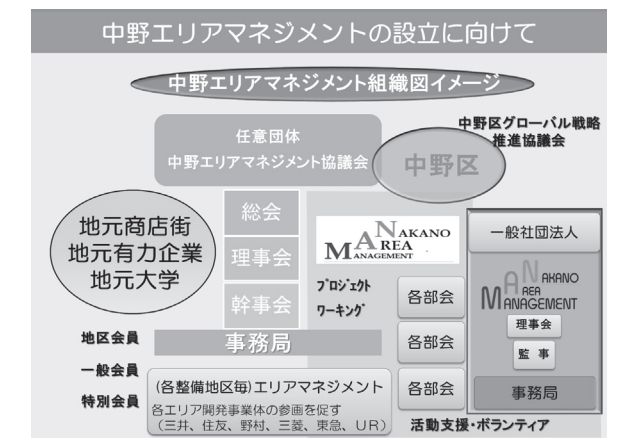 中野エリアマネジメントの設立に向けて
中野エリアマネジメント組織図イメージ
任意団体
中野エリアマネジメント協議会
中野区
中野区グローバル戦略
推進協議会
地元商店街
地元有力企業
地元大学
総会
理事会
幹事会
事務局
NAKANO
AREA
MANAGEMENT
プロジェクト
ワーキング
各部会
各部会
各部会
一般社団法人
NAKANO
AREA
MANAGEMENT
理事会
監 事
事務局
地区会員
一般会員
特別会員
(各整備地区毎)エリアマネジメント
各エリア開発事業体の参画を促す
(三井、住友、野村、三菱、東急、UR)
活動支援・ボランティア